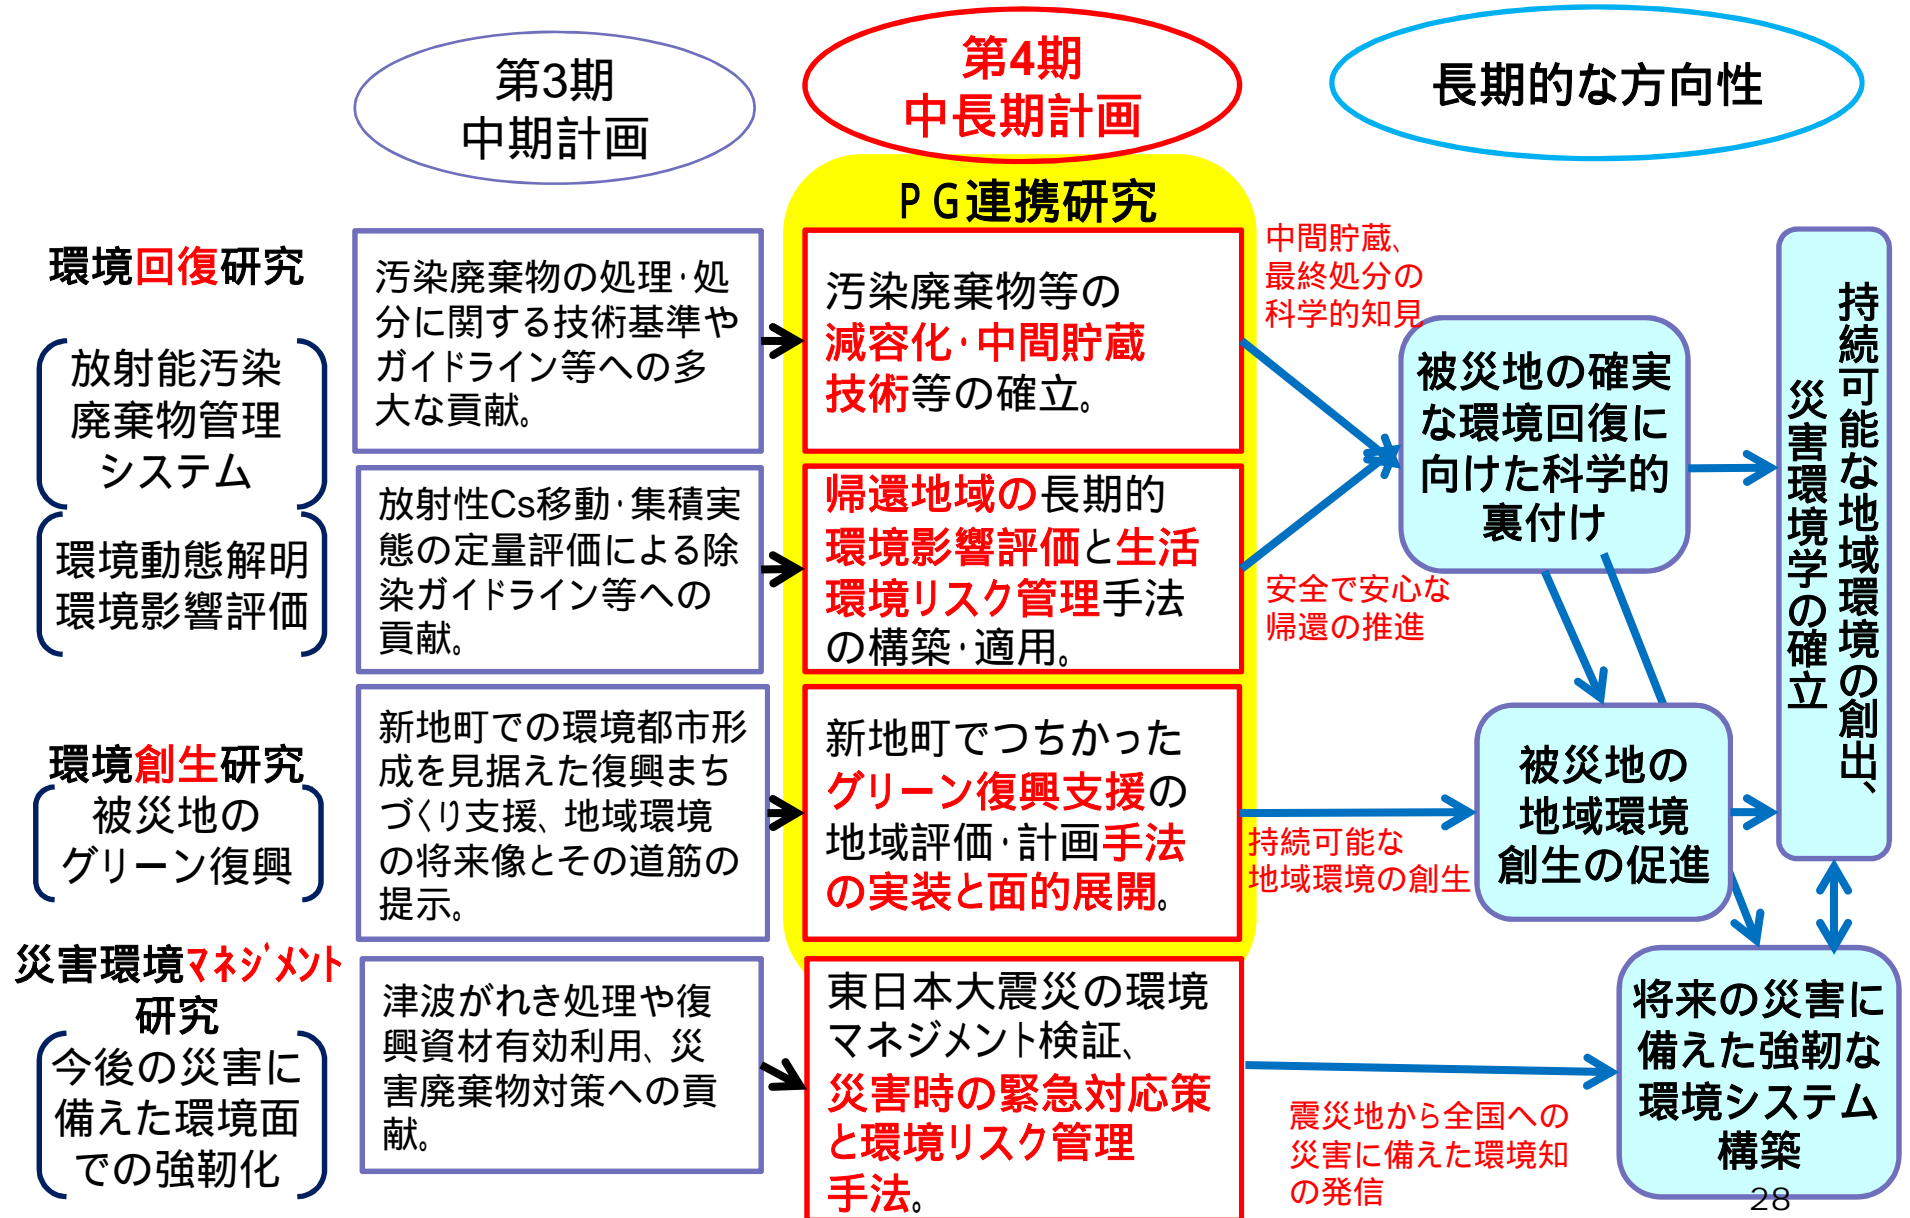 第3期
中期計画
第4期
中長期計画
長期的な方向性
PG連携研究
環境回復研究
放射能汚染
廃棄物管理
システム
環境動態解明
環境影響評価
汚染廃棄物の処理・処
分に関する技術基準や
ガイドライン等への多
大な貢献。
放射性Cs移動・集積実
態の定量評価による除
染ガイドライン等への
貢献。
汚染廃棄物等の
減容化・中間貯蔵
技術等の確立。
帰還地域の長期的
環境影響評価と生活
環境リスク管理手法
の構築・適用。
中間貯蔵、
最終処分の
科学的知見
安全で安心な
帰還の推進
被災地の確実
な環境回復に
向けた科学的
裏付け
持続可能な地域環境の創出、
災害環境学の確立
環境創生研究
被災地の
グリーン復興
新地町での環境都市形
成を見据えた復興まち
づくり支援、地域環境
の将来像とその道筋の
提示。
新地町でつちかった
グリーン復興支援の
地域評価・計画手法
の実装と面的展開。
持続可能な
地域環境の創生
被災地の
地域環境
創生の促進
災害環境マネジメント
研究
今後の災害に
備えた環境面
での強靭化
津波がれき処理や復
興資材有効利用、災
害廃棄物対策への貢
献。
東日本大震災の環境
マネジメント検証、
災害時の緊急対応策
と環境リスク管理
手法。
震災地から全国への
災害に備えた環境知
の発信
将来の災害に
備えた強靭な
環境システム
構築
28